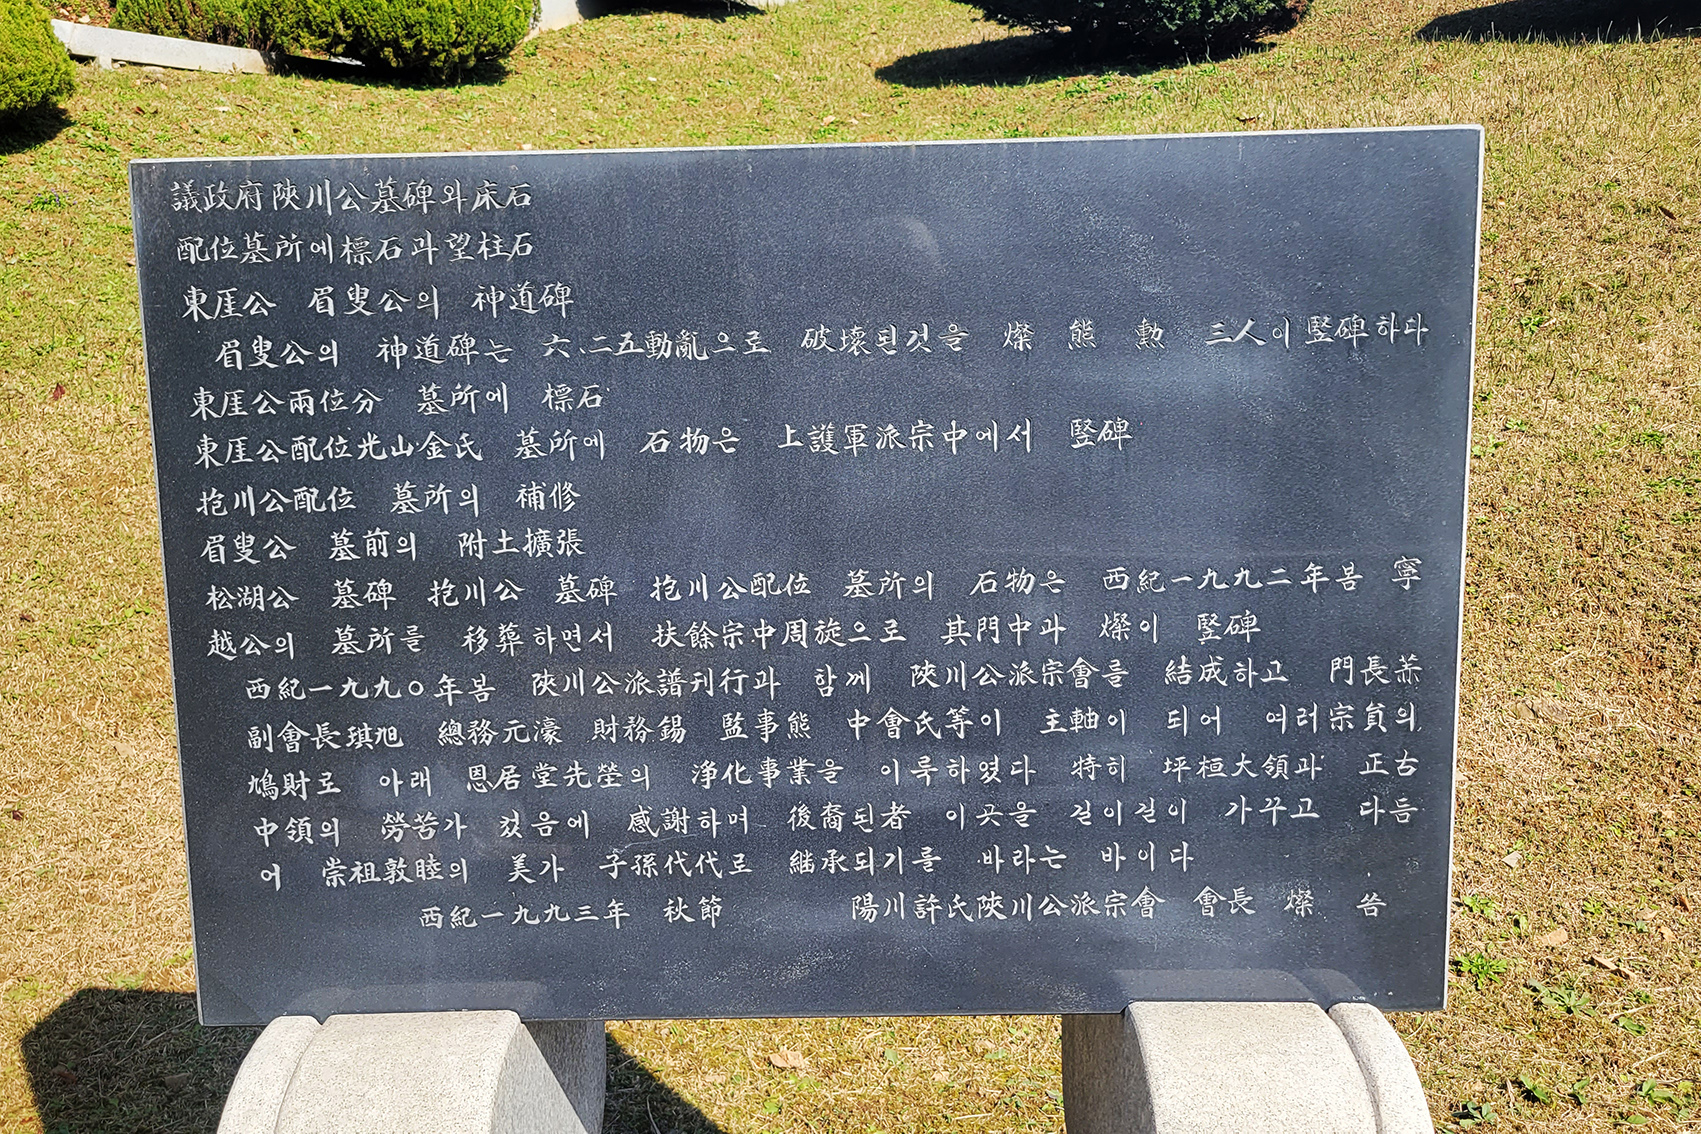 議政府陜川公墓碑와床石
配位墓所에標石과望柱石
東厓公 眉叟公의 神道碑
眉叟公의 神道碑는 六.二五動亂으로 破壞된것을 燦 熊 勳 三人이竪碑하다
東厓公兩位分 墓所에 標石
東厓公配位光山金氏 墓所에 石物은 上護軍派宗中에서 竪碑
抱川公配位 墓所의 補修
眉叟公 墓前의 附土擴張
松湖公 墓碑 抱川公 墓碑 抱川公配位 墓所의 石物은 西紀一九九二年봄 寧
越公의 墓所를 移葬하면서 扶餘宗中周旋으로 其門中과 燦이 竪碑
西紀一九九○年봄 陜川公派譜刊行과 함께 陜川公派宗會를 結成하고 門長
副會長琪旭 總務元濠 財務錫 監事熊 中會氏等이 主軸이 되어 여러宗員의
鳩財로 아래 恩居堂先塋의 淨化事業을 이룩하였다 特히 坪桓大領과 正古
中領의 勞苦가 컸음에 感謝하며 後裔된者 이곳을 길이길이 가꾸고 다듬
어 崇祖敦睦의 美가 子孫代代로 継承되기를 바라는 바이다
西紀一九九三年 秋節 陽川許氏陜川公派宗會 會長 燦